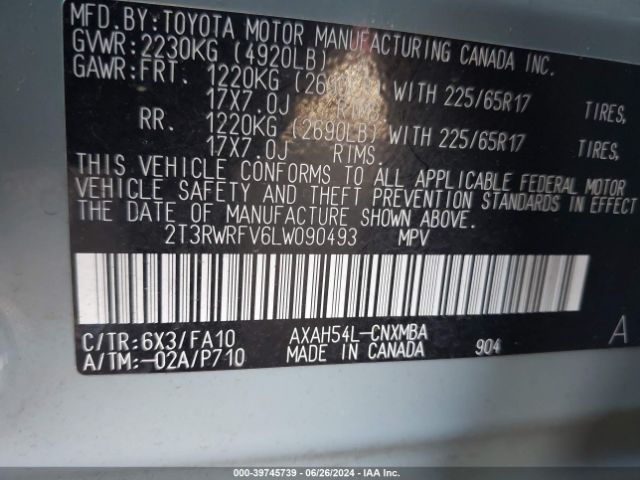 MFD.BY:TOYOTA MOTOR MANUFACTURING CANADA INC.
GVWR:2230KG (4920LB)
GAWR:FRT. 1220KG (2690LB) WITH 225/65R17 TIRES,
17X7.0J RIMS
RR. 1220KG (2690LB) WITH 225/65R17 TIRES,
17X7.0J RIMS.
THIS VEHICLE CONFORMS TO ALL APPLICABLE FEDERAL MOTOR
VEHICLE SAFETY AND THEFT PREVENTION STANDARDS IN EFFECT
THE DATE OF MANUFACTURE SHOWN ABOVE.
2T3RWRFV6LW090493 MPV
C/TR:6X3/FA10 AXAH54L-CNXMBA A
A/TM:-02A/P710 MADE IN CANADA 904
000-39745739 - 06/26/2024 - IAA Inc.